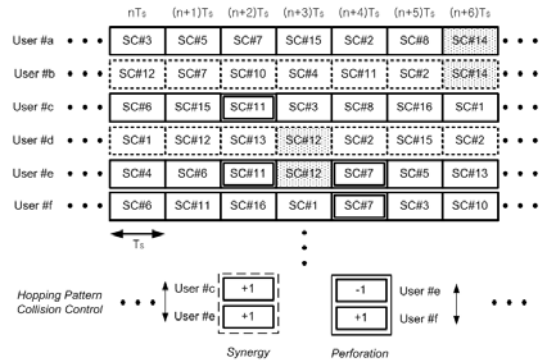 nTs (n+1)Ts (n+2)Ts (n+3)Ts (n+4)Ts (n+5)Ts (n+6)Ts
User #a SC#3 SC#5 SC#7 SC#15 SC#2 SC#8 SC#14
User #b SC#12 SC#7 SC#10 SC#4 SC#11 SC#2 SC#14
User #c SC#6 SC#15 SC#11 SC#3 SC#8 SC#16 SC#1
User #d SC#1 SC#12 SC#13 SC#12 SC#2 SC#15 SC#2
User #e SC#4 SC#6 SC#11 SC#12 SC#7 SC#5 SC#13
User #f SC#6 SC#11 SC#16 SC#1 SC#7 SC#3 SC#10
Ts
Hopping Pattern
Collision Control
User #c +1
User #e +1
Synergy
-1 User #e
+1 User #f
Perforation